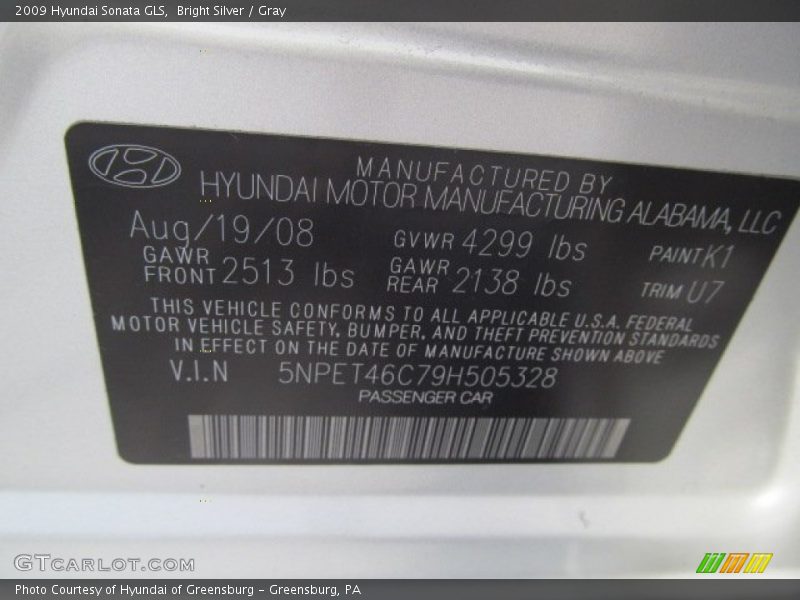 2009 Hyundai Sonata GLS, Bright Silver / Gray
MANUFACTURED BY
HYUNDAI MOTOR MANUFACTURING ALABAMA, LLC
Aug/19/08 GVWR 4299 lbs PAINT K1
GAWR FRONT 2513 lbs GAWR REAR 2138 lbs TRIM U7
THIS VEHICLE CONFORMS TO ALL APPLICABLE U.S.A. FEDERAL
MOTOR VEHICLE SAFETY, BUMPER, AND THEFT PREVENTION STANDARDS
IN EFFECT ON THE DATE OF MANUFACTURE SHOWN ABOVE
V.I.N 5NPET46C79H505328
PASSENGER CAR
GTCARLOT.COM
Photo Courtesy of Hyundai of Greensburg - Greensburg, PA